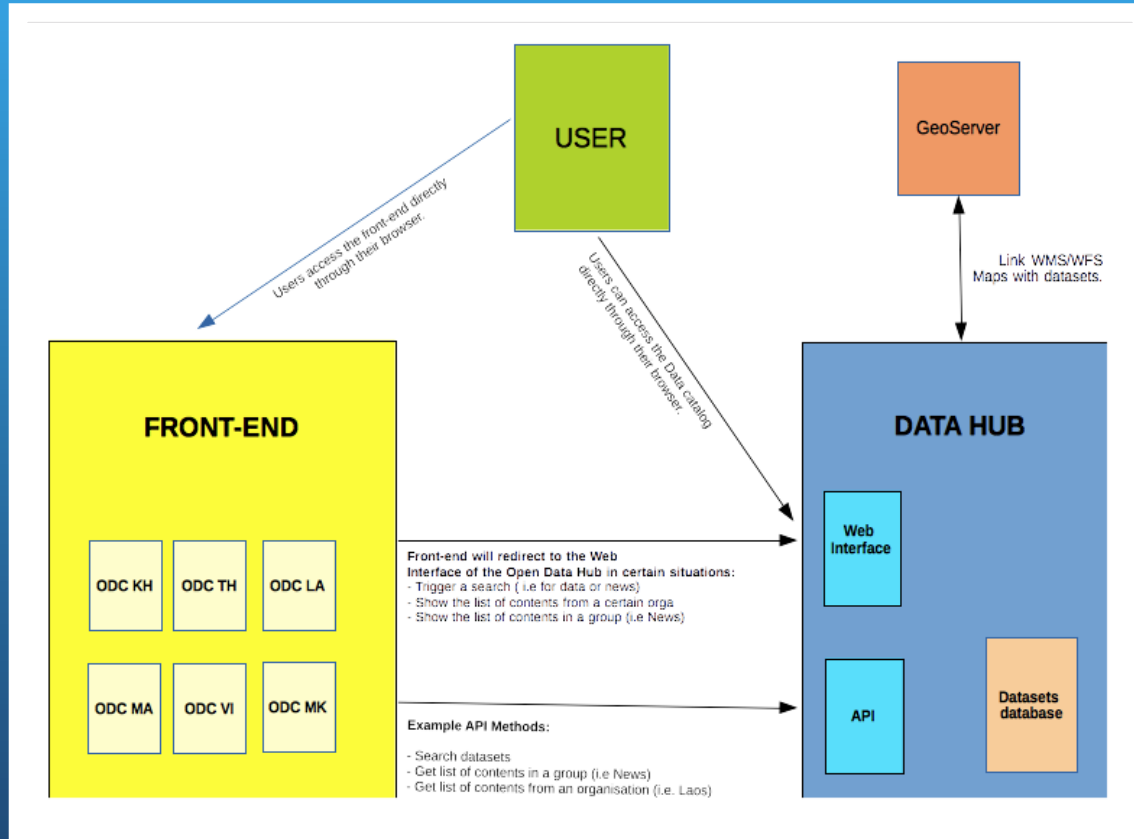 USER
GeoServer
Users access the front-end directly
through their browser.
Users can access the Data catalog
directly through their browser.
Link WMS/WFS
Maps with datasets.
FRONT-END
ODC KH
ODC TH
ODC LA
ODC MA
ODC VI
ODC MK
Front-end will redirect to the Web
Interface of the Open Data Hub in certain situations:
- Trigger a search ( i.e for data or news)
- Show the list of contents from a certain orga
- Show the list of contents in a group (i.e News)
Example API Methods:
- Search datasets
- Get list of contents in a group (i.e News)
- Get list of contents from an organisation (i.e. Laos)
DATA HUB
Web
Interface
API
Datasets
database